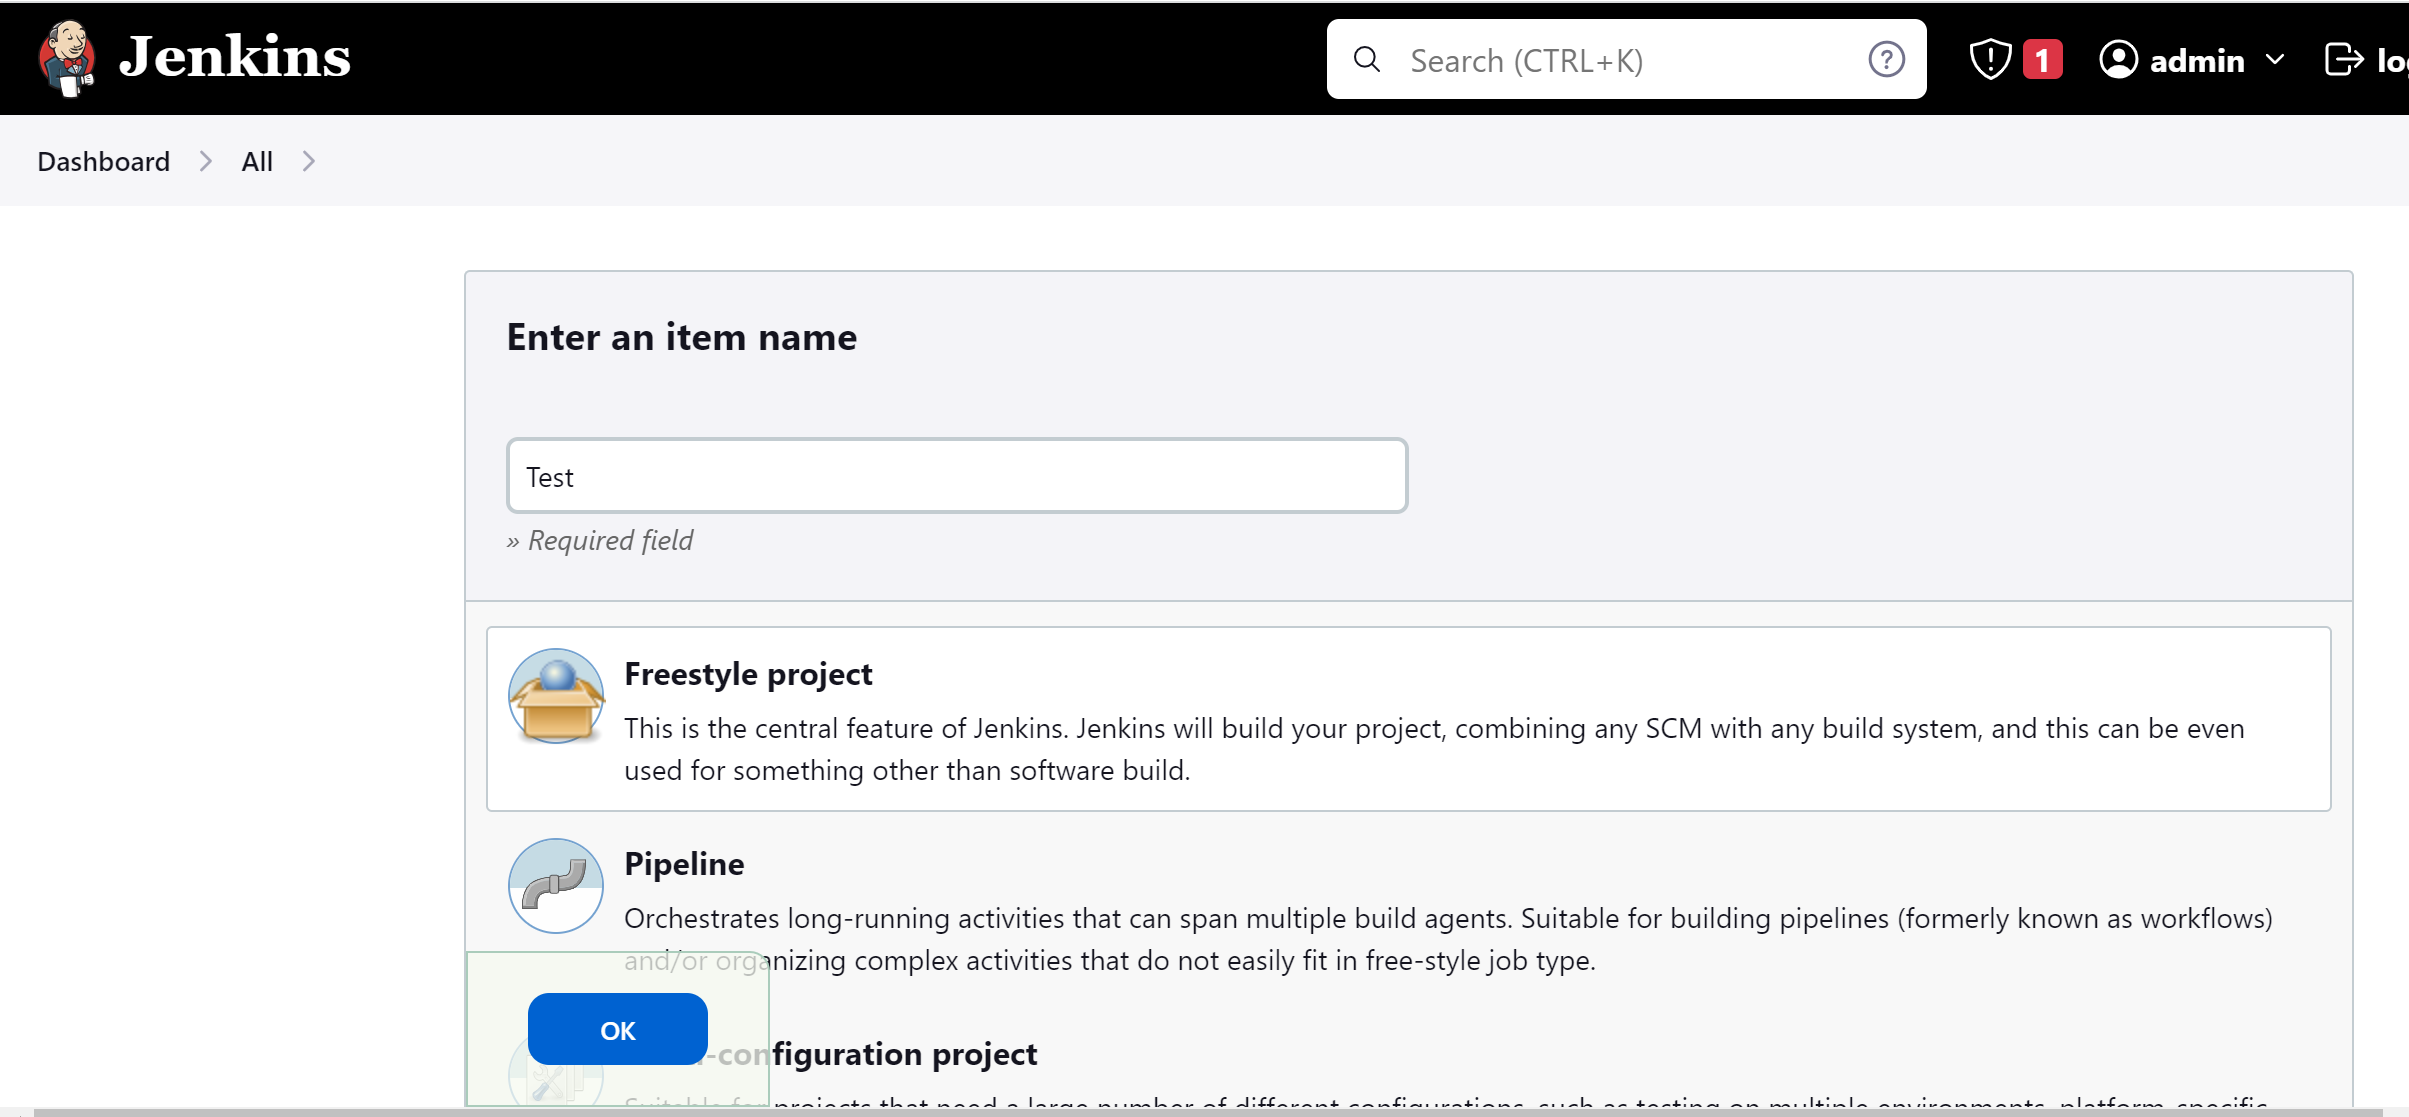 Jenkins
Search (CTRL+K)
1
admin
Dashboard
All
Enter an item name
Test
» Required field
Freestyle project
This is the central feature of Jenkins. Jenkins will build your project, combining any SCM with any build system, and this can be even
used for something other than software build.
Pipeline
Orchestrates long-running activities that can span multiple build agents. Suitable for building pipelines (formerly known as workflows)
and/or organizing complex activities that do not easily fit in free-style job type.
OK
-configuration project
Suitable for projects that need a large number of different configurations, such as testing on multiple environments, platform-specific